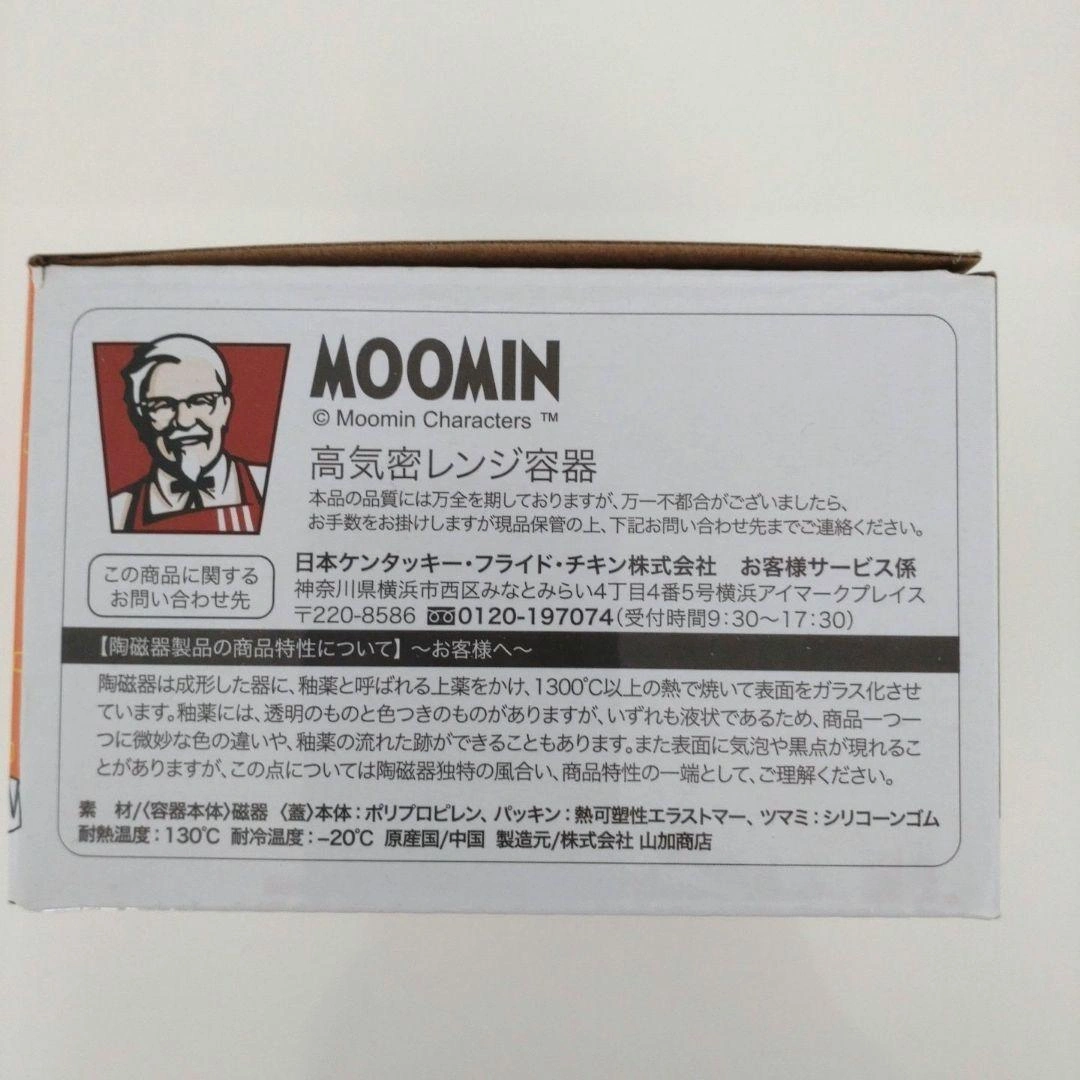 MOOMIN
© Moomin Characters ™
高気密レンジ容器
本品の品質には万全を期しておりますが、万一不都合がございましたら、
お手数をお掛けしますが現品保管の上、下記お問い合わせ先までご連絡ください。
この商品に関する
お問い合わせ先
日本ケンタッキー・フライド・チキン株式会社　お客様サービス係
神奈川県横浜市西区みなとみらい4丁目4番5号横浜アイマークプレイス
〒220-8586 0120-197074(受付時間9:30〜17:30)
【陶磁器製品の商品特性について】〜お客様へ〜
陶磁器は成形した器に、釉薬と呼ばれる上薬をかけ、1300℃以上の熱で焼いて表面をガラス化させ
ています。釉薬には、透明のものと色つきのものがありますが、いずれも液状であるため、商品一つ一
つに微妙な色の違いや、釉薬の流れた跡ができることもあります。また表面に気泡や黒点が現れるこ
とがありますが、この点については陶磁器独特の風合い、商品特性の一端として、ご理解ください。
素　材/〈容器本体〉磁器 〈蓋〉本体：ポリプロピレン、パッキン：熱可塑性エラストマー、ツマミ：シリコーンゴム
耐熱温度：130℃ 耐冷温度：−20℃ 原産国/中国 製造元/株式会社 山加商店